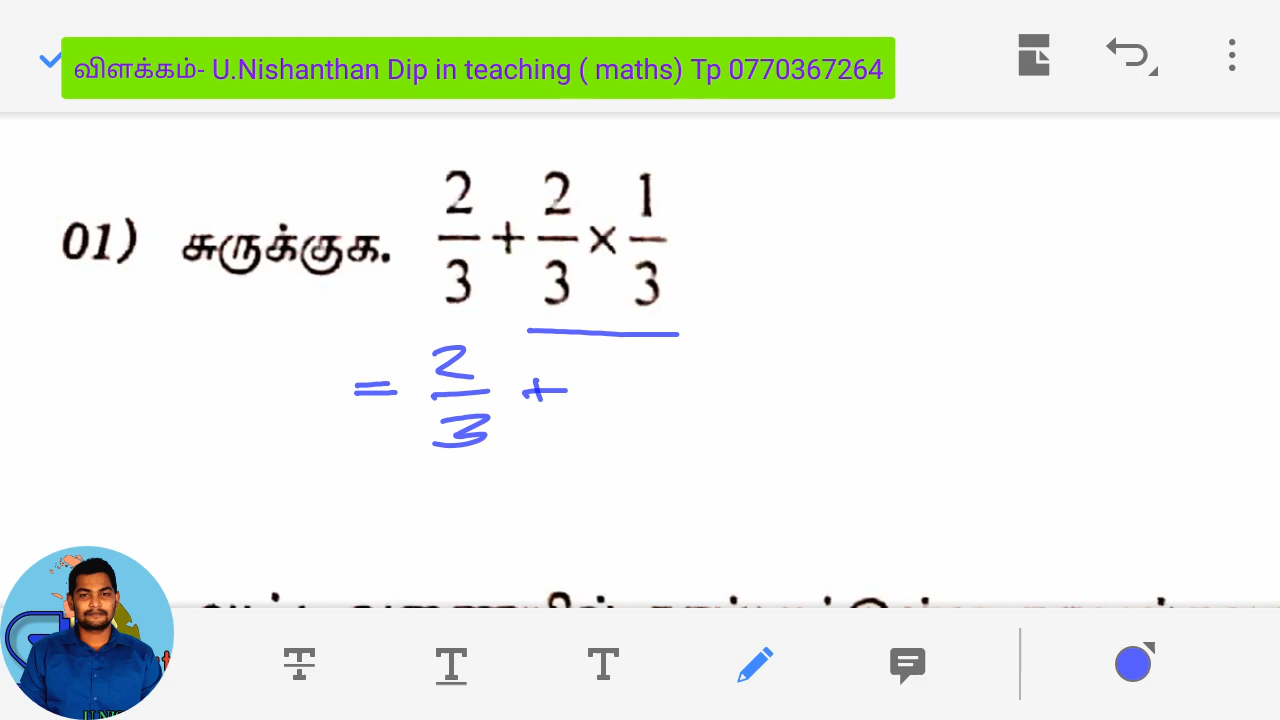 விளக்கம்- U.Nishanthan Dip in teaching ( maths) Tp 0770367264
01) சுருக்குக. 2/3 + 2/3 × 1/3
= 2/3 +
T T T